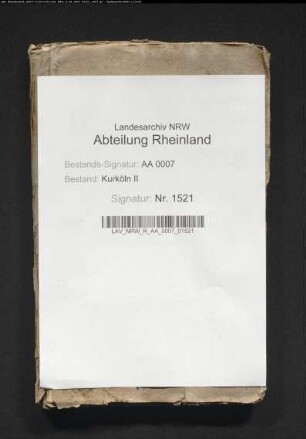 Landesarchiv NRW
Abteilung Rheinland
Bestands-Signatur: AA 0007
Bestand: Kurköln II
Signatur: Nr. 1521
LAV_NRW_R_AA_0007_01521